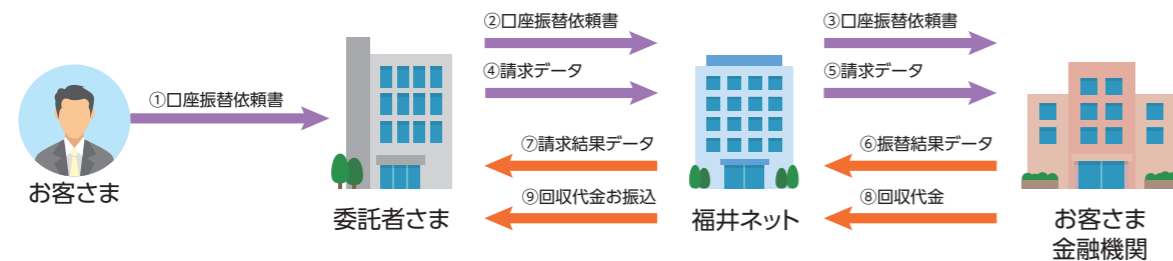 ①口座振替依頼書
②口座振替依頼書
③口座振替依頼書
④請求データ
⑤請求データ
⑦請求結果データ
⑥振替結果データ
⑨回収代金お振込
⑧回収代金
お客さま
委託者さま
福井ネット
お客さま
金融機関